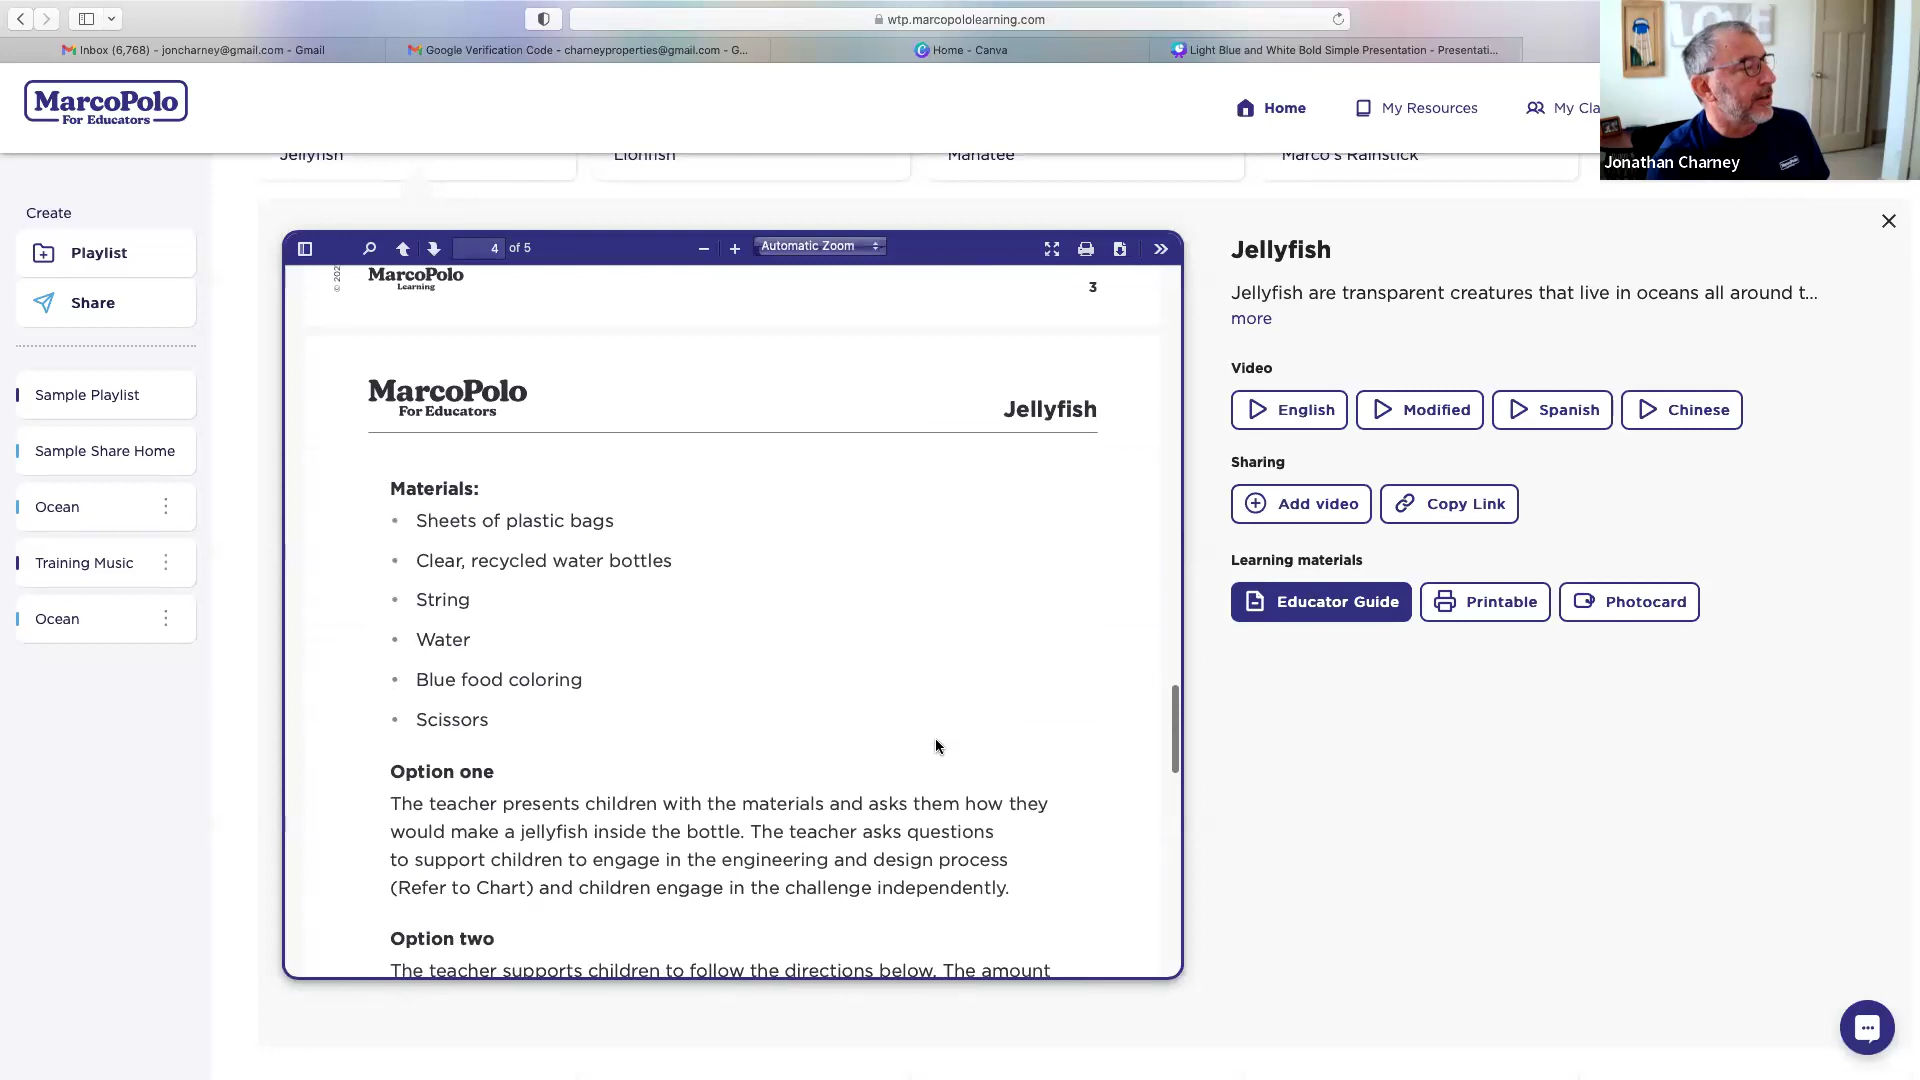 wtp.marcopololearning.com
Inbox (6,768) - joncharney@gmail.com - Gmail
Google Verification Code - charneyproperties@gmail.com - G...
Home - Canva
Light Blue and White Bold Simple Presentation - Presentati...
MarcoPolo
For Educators
Home
My Resources
My Cla
Jonathan Charney
Jellyfish
Lionfish
Manatee
Marco's Rainstick
Create
Playlist
Share
Sample Playlist
Sample Share Home
Ocean
Training Music
Ocean
4 of 5
Automatic Zoom
© 202
MarcoPolo
Learning
3
MarcoPolo
For Educators
Jellyfish
Materials:
• Sheets of plastic bags
• Clear, recycled water bottles
• String
• Water
• Blue food coloring
• Scissors
Option one
The teacher presents children with the materials and asks them how they
would make a jellyfish inside the bottle. The teacher asks questions
to support children to engage in the engineering and design process
(Refer to Chart) and children engage in the challenge independently.
Option two
The teacher supports children to follow the directions below. The amount
Jellyfish
Jellyfish are transparent creatures that live in oceans all around t...
more
Video
English
Modified
Spanish
Chinese
Sharing
Add video
Copy Link
Learning materials
Educator Guide
Printable
Photocard